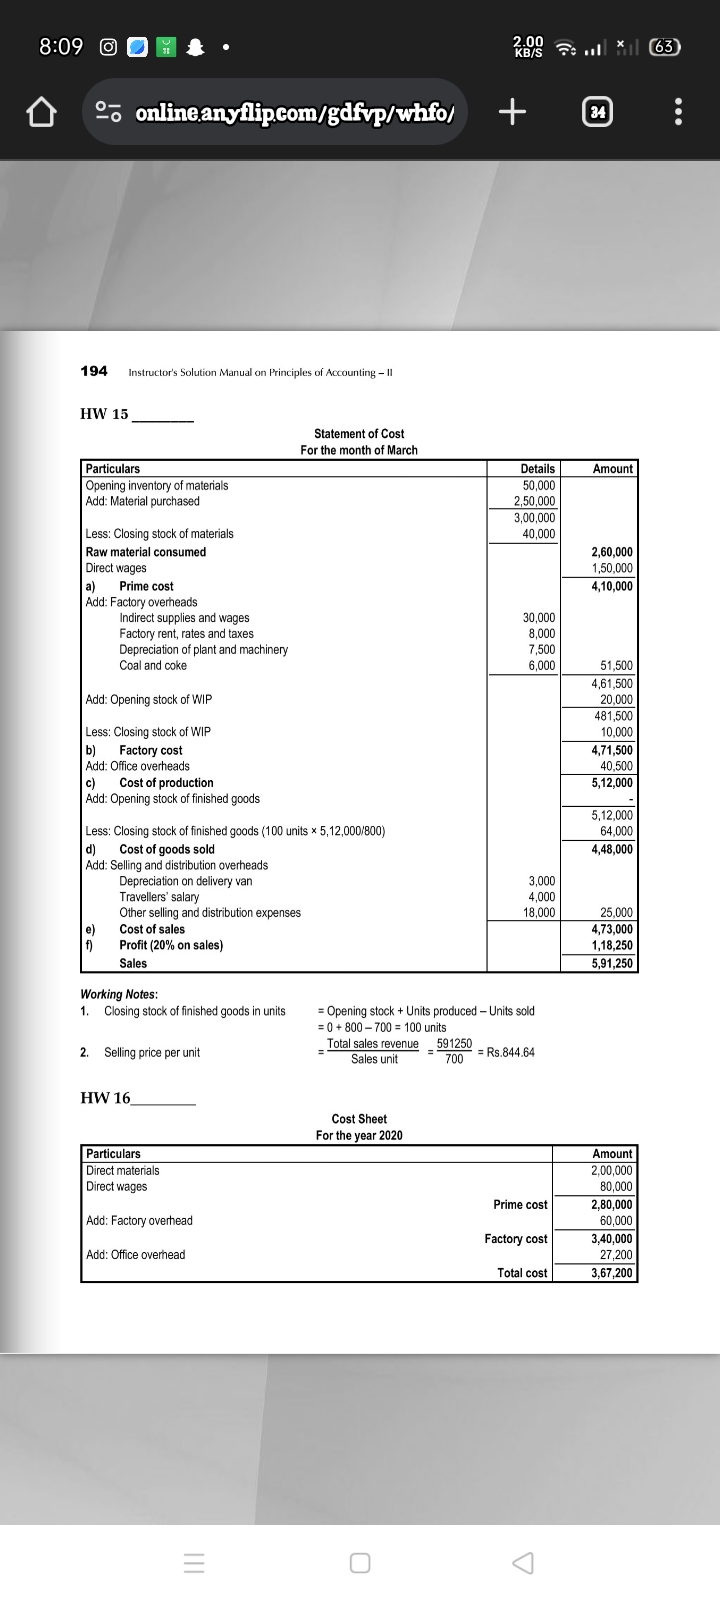 8:09
2.00 KB/S
63
online.anyflip.com/gdfvp/whfo/
34
194 Instructor's Solution Manual on Principles of Accounting – II
HW 15
Statement of Cost
For the month of March
Particulars Details Amount
Opening inventory of materials 50,000
Add: Material purchased 2,50,000
3,00,000
Less: Closing stock of materials 40,000
Raw material consumed 2,60,000
Direct wages 1,50,000
a) Prime cost 4,10,000
Add: Factory overheads
Indirect supplies and wages 30,000
Factory rent, rates and taxes 8,000
Depreciation of plant and machinery 7,500
Coal and coke 6,000 51,500
4,61,500
Add: Opening stock of WIP 20,000
481,500
Less: Closing stock of WIP 10,000
b) Factory cost 4,71,500
Add: Office overheads 40,500
c) Cost of production 5,12,000
Add: Opening stock of finished goods -
5,12,000
Less: Closing stock of finished goods (100 units × 5,12,000/800) 64,000
d) Cost of goods sold 4,48,000
Add: Selling and distribution overheads
Depreciation on delivery van 3,000
Travellers' salary 4,000
Other selling and distribution expenses 18,000 25,000
e) Cost of sales 4,73,000
f) Profit (20% on sales) 1,18,250
Sales 5,91,250
Working Notes:
1. Closing stock of finished goods in units = Opening stock + Units produced – Units sold
= 0 + 800 – 700 = 100 units
2. Selling price per unit = Total sales revenue / Sales unit = 591250 / 700 = Rs.844.64
HW 16
Cost Sheet
For the year 2020
Particulars Amount
Direct materials 2,00,000
Direct wages 80,000
Prime cost 2,80,000
Add: Factory overhead 60,000
Factory cost 3,40,000
Add: Office overhead 27,200
Total cost 3,67,200